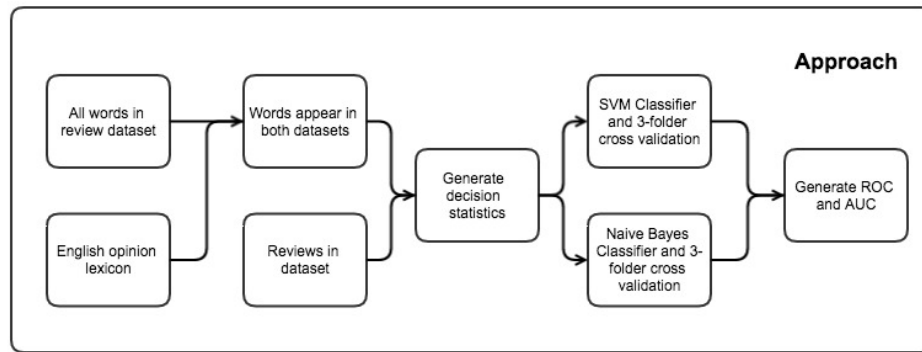 Approach
All words in
review dataset
Words appear in
both datasets
SVM Classifier
and 3-folder
cross validation
Generate
decision
statistics
Generate ROC
and AUC
English opinion
lexicon
Reviews in
dataset
Naive Bayes
Classifier and 3-
folder cross
validation